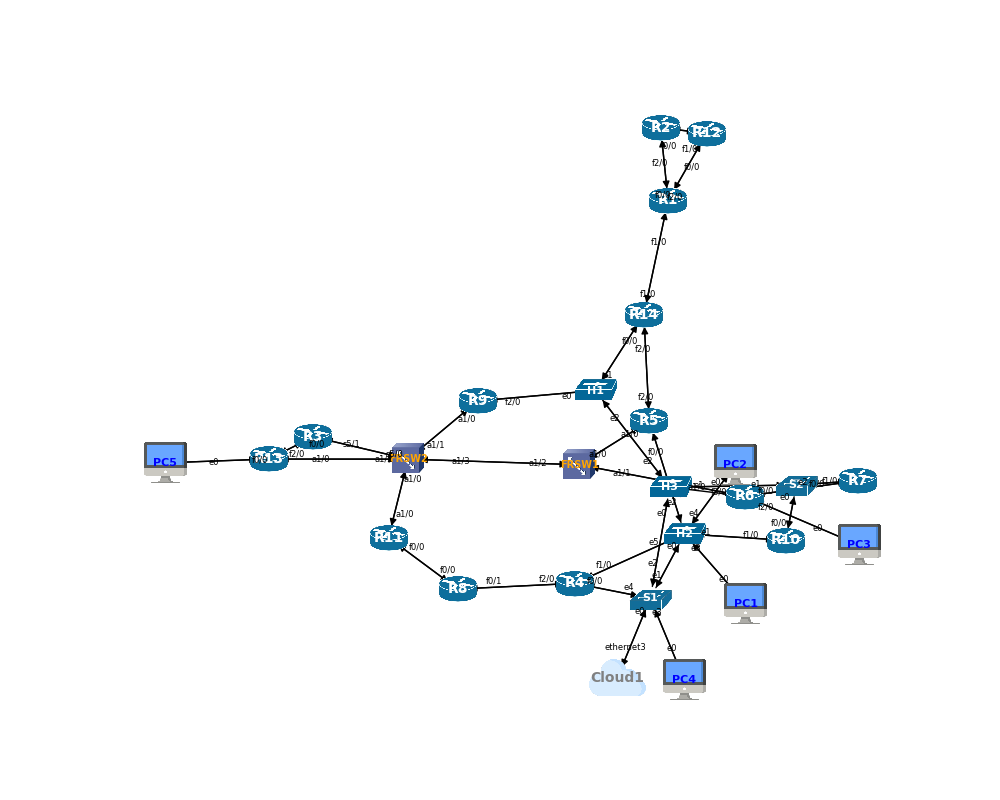 R2
R12
f0/0
f1/0
f2/0
f0/0
R1
f1/0
f1/0
R14
f0/0
f2/0
H1
e0
e2
R9
f2/0
a1/0
f2/0
R5
a1/0
f0/0
R3
f0/0
s5/1
a1/1
PC5
e0
f2/0
a1/0
FRSW2
a1/3
a1/2
FRSW1
a1/0
a1/1
PC2
H3
e0
R6
f2/0
e1
S2
e0
f0/0
R7
a1/0
a1/0
R11
f0/0
e0
e4
H2
f1/0
f0/0
R10
e0
PC3
e5
f0/0
R8
f0/1
f2/0
R4
f1/0
e4
e2
e1
S1
e0
PC1
ethernet3
e0
Cloud1
PC4